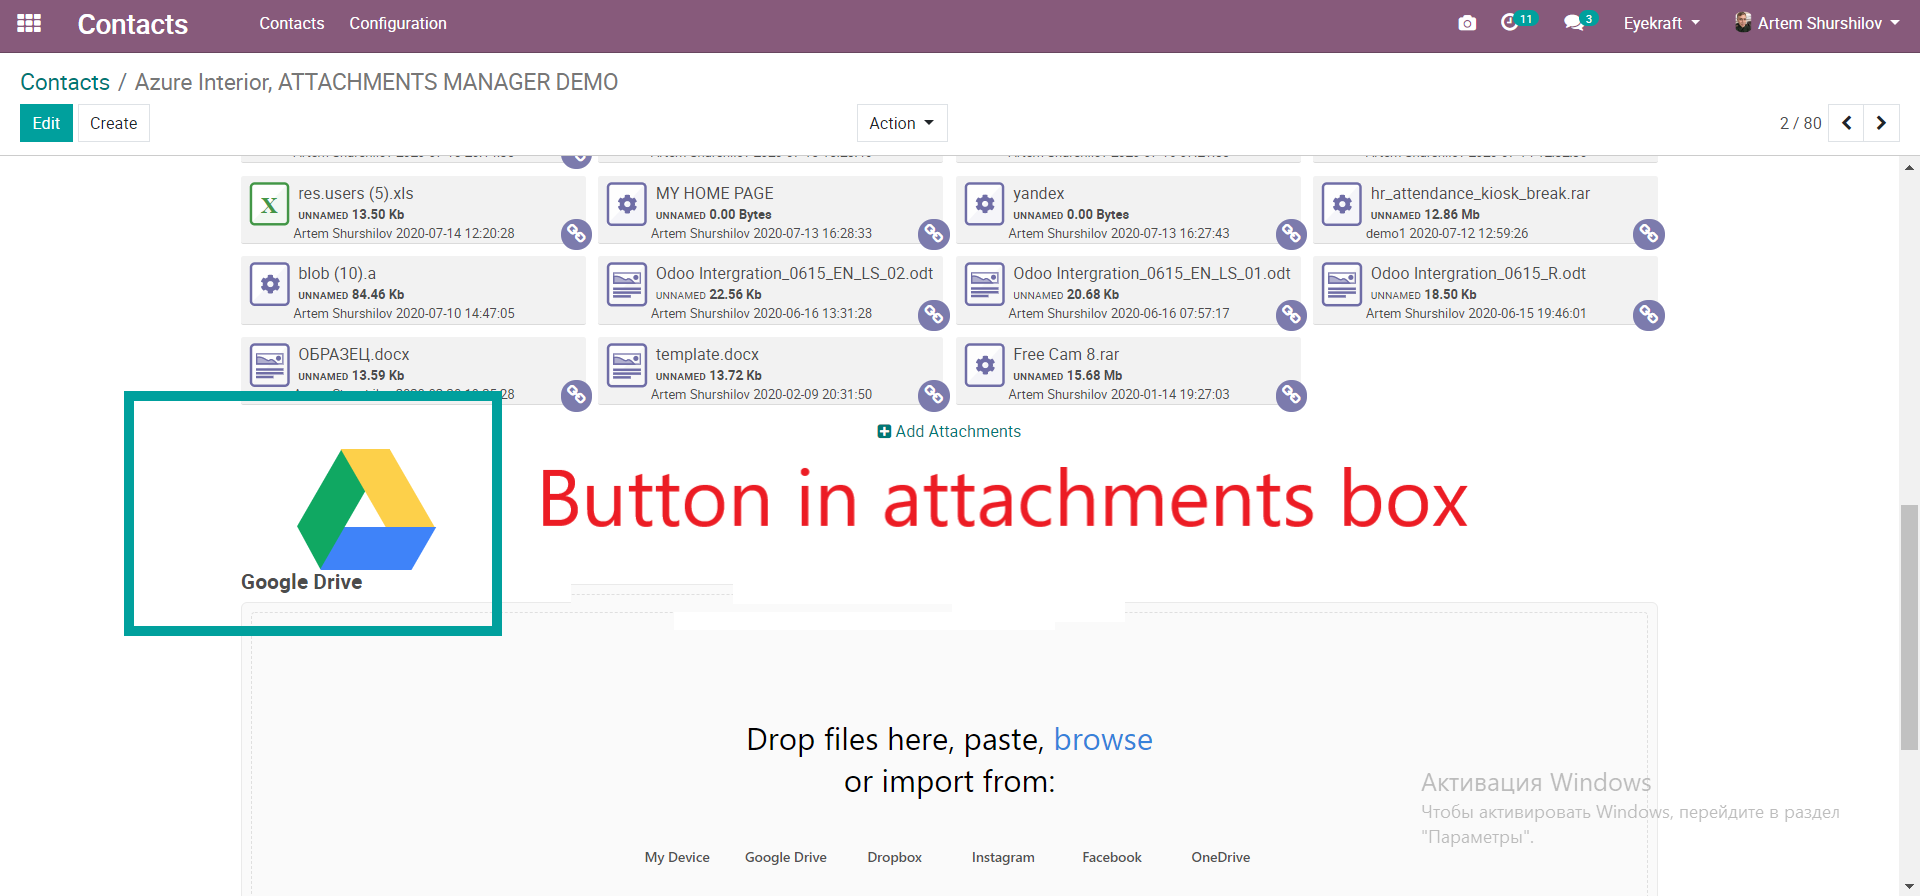 Contacts Contacts Configuration 11 3 Eyekraft Artem Shurshilov
Contacts / Azure Interior, ATTACHMENTS MANAGER DEMO
Edit Create Action 2 / 80
res.users (5).xls MY HOME PAGE yandex hr_attendance_kiosk_break.rar
UNNAMED 13.50 Kb UNNAMED 0.00 Bytes UNNAMED 0.00 Bytes UNNAMED 12.86 Mb
Artem Shurshilov 2020-07-14 12:20:28 Artem Shurshilov 2020-07-13 16:28:33 Artem Shurshilov 2020-07-13 16:27:43 demo1 2020-07-12 12:59:26
blob (10).a Odoo Intergration_0615_EN_LS_02.odt Odoo Intergration_0615_EN_LS_01.odt Odoo Intergration_0615_R.odt
UNNAMED 84.46 Kb UNNAMED 22.56 Kb UNNAMED 20.68 Kb UNNAMED 18.50 Kb
Artem Shurshilov 2020-07-10 14:47:05 Artem Shurshilov 2020-06-16 13:31:28 Artem Shurshilov 2020-06-16 07:57:17 Artem Shurshilov 2020-06-15 19:46:01
ОБРАЗЕЦ.docx template.docx Free Cam 8.rar
UNNAMED 13.59 Kb UNNAMED 13.72 Kb UNNAMED 15.68 Mb
Artem Shurshilov 28 Artem Shurshilov 2020-02-09 20:31:50 Artem Shurshilov 2020-01-14 19:27:03
Add Attachments
Button in attachments box
Google Drive
Drop files here, paste, browse
or import from:
Активация Windows
Чтобы активировать Windows, перейдите в раздел
"Параметры".
My Device Google Drive Dropbox Instagram Facebook OneDrive